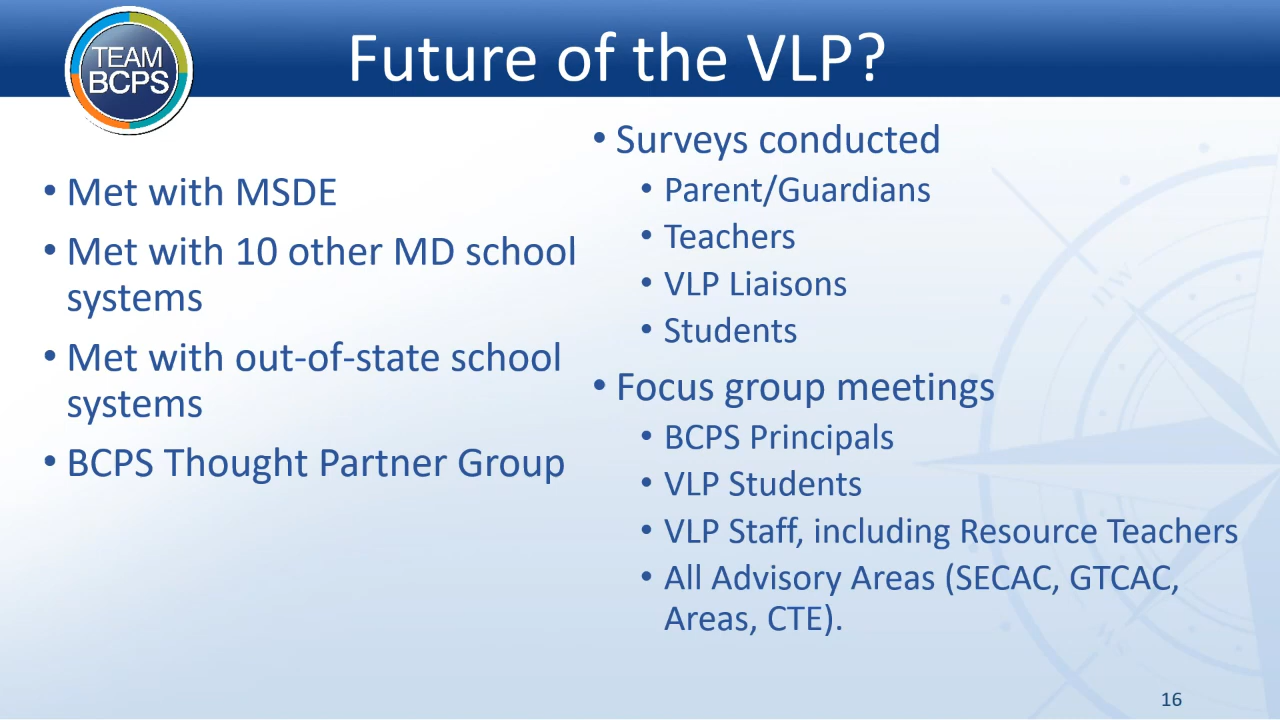 TEAM
BCPS
Future of the VLP?
• Met with MSDE
• Met with 10 other MD school
systems
• Met with out-of-state school
systems
• BCPS Thought Partner Group
• Surveys conducted
• Parent/Guardians
• Teachers
• VLP Liaisons
• Students
• Focus group meetings
• BCPS Principals
• VLP Students
• VLP Staff, including Resource Teachers
• All Advisory Areas (SECAC, GTCAC,
Areas, CTE).
NW
16